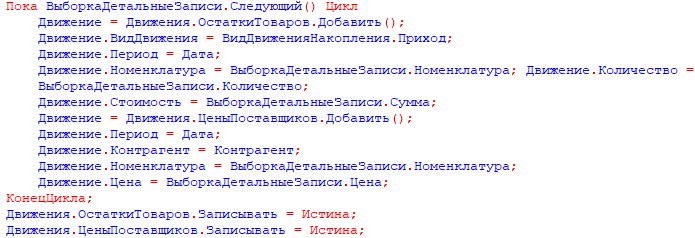 Пока ВыборкаДетальныеЗаписи.Следующий() Цикл
Движение = Движения.ОстаткиТоваров.Добавить();
Движение.ВидДвижения = ВидДвиженияНакопления.Приход;
Движение.Период = Дата;
Движение.Номенклатура = ВыборкаДетальныеЗаписи.Номенклатура; Движение.Количество =
ВыборкаДетальныеЗаписи.Количество;
Движение.Стоимость = ВыборкаДетальныеЗаписи.Сумма;
Движение = Движения.ЦеныПоставщиков.Добавить();
Движение.Период = Дата;
Движение.Контрагент = Контрагент;
Движение.Номенклатура = ВыборкаДетальныеЗаписи.Номенклатура;
Движение.Цена = ВыборкаДетальныеЗаписи.Цена;
КонецЦикла;
Движения.ОстаткиТоваров.Записывать = Истина;
Движения.ЦеныПоставщиков.Записывать = Истина;